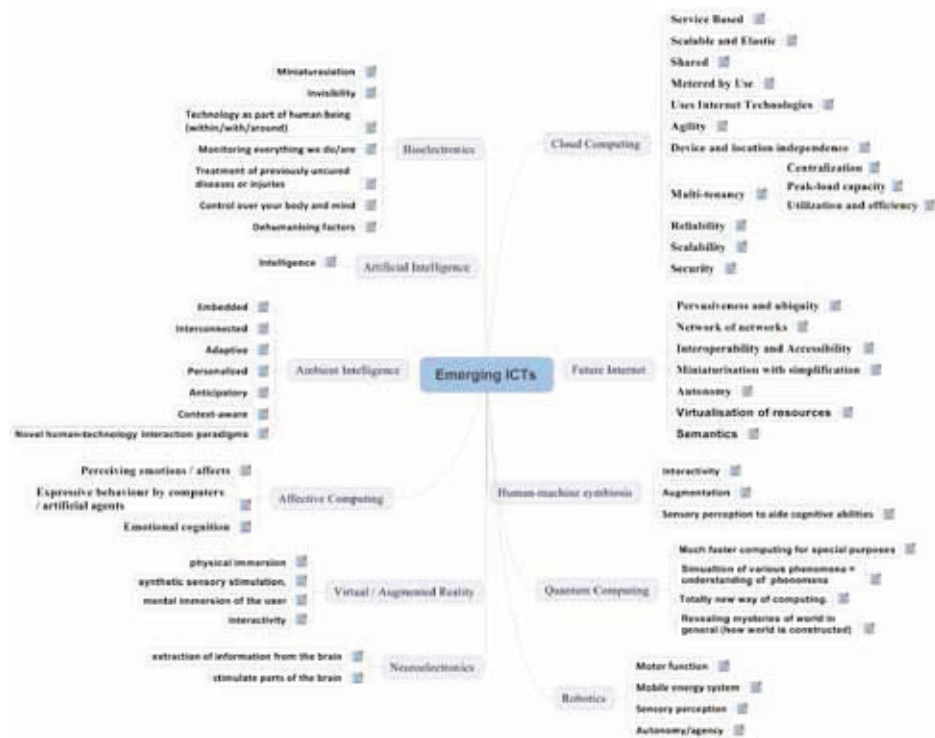 Emerging ICTs
Bioelectronics
Miniaturasiation
Invisibility
Technology as part of human being
(within/with/around)
Monitoring everything we do/are
Treatment of previously uncured
diseases or injuries
Control over your body and mind
Dehumanising factors
Artificial Intelligence
Intelligence
Ambient Intelligence
Embedded
Interconnected
Adaptive
Personalized
Anticipatory
Context-aware
Novel human-technology interaction paradigms
Affective Computing
Perceiving emotions / affects
Expressive behaviour by computers
/ artificial agents
Emotional cognition
Virtual / Augmented Reality
physical immersion
synthetic sensory stimulation,
mental immersion of the user
interactivity
Neuroelectronics
extraction of information from the brain
stimulate parts of the brain
Cloud Computing
Service Based
Scalable and Elastic
Shared
Metered by Use
Uses Internet Technologies
Agility
Device and location independence
Multi-tenancy
Centralization
Peak-load capacity
Utilization and efficiency
Reliability
Scalability
Security
Future Internet
Pervasiveness and ubiquity
Network of networks
Interoperability and Accessibility
Miniaturisation with simplification
Autonomy
Virtualisation of resources
Semantics
Human-machine symbiosis
Interactivity
Augmentation
Sensory perception to aide cognitive abilities
Quantum Computing
Much faster computing for special purposes
Simualtion of various phenomena =
understanding of phenomena
Totally new way of computing.
Revealing mysteries of world in
general (how world is constructed)
Robotics
Motor function
Mobile energy system
Sensory perception
Autonomy/agency